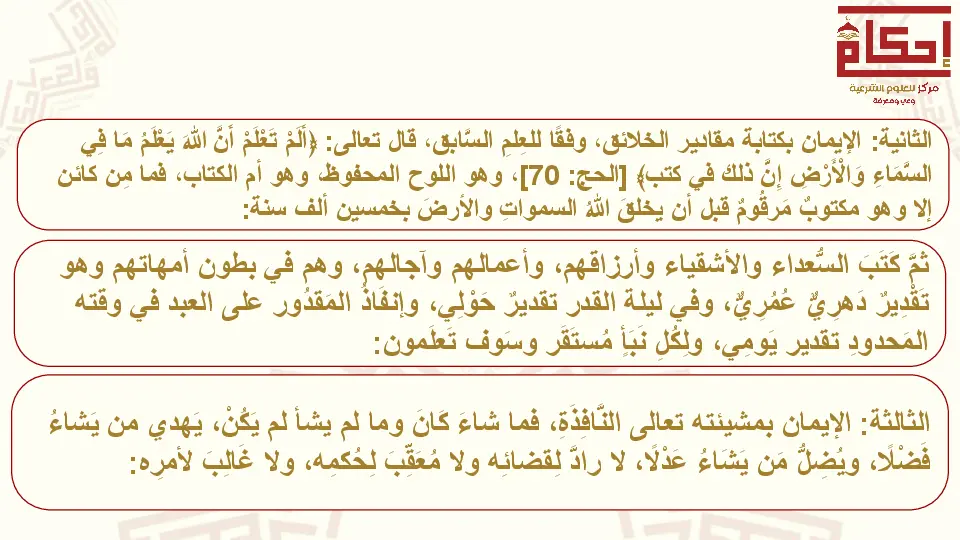 إحكام
مركز للعلوم الشرعية
وعي ومعرفة
الثانية: الإيمان بكتابة مقادير الخلائق، وفقًا للعِلمِ السَّابق، قال تعالى: ﴿أَلَمْ تَعْلَمْ أَنَّ اللهَ يَعْلَمُ مَا فِي
السَّمَاءِ وَالْأَرْضِ إِنَّ ذلك في كتب﴾ [الحج: 70]، وهو اللوح المحفوظ، وهو أم الكتاب، فما مِن كائن
إلا وهو مكتوبٌ مَرقُومٌ قبل أن يخلقَ اللهُ السمواتِ والأرضَ بخمسين ألف سنة:
ثمَّ كَتَبَ السُّعداء والأشقياء وأرزاقهم، وأعمالهم وآجالهم، وهم في بطون أمهاتهم وهو
تَقْدِيرٌ دَهرِيٌّ عُمُرِيٌّ، وفي ليلة القدر تقديرٌ حَوْلِي، وإنفَاذُ المَقدُور على العبد في وقته
المَحدودِ تقدير يَومِي، ولِكُلِ نَبَأٍ مُستَقَر وسَوف تَعلَمون:
الثالثة: الإيمان بمشيئته تعالى النَّافِذَةِ، فما شاءَ كَانَ وما لم يشأ لم يَكُنْ، يَهدي من يَشاءُ
فَضْلًا، ويُضِلُّ مَن يَشَاءُ عَدْلًا، لا رادَّ لِقضائِه ولا مُعَقِّبَ لِحُكمِه، ولا غَالِبَ لأمرِه: